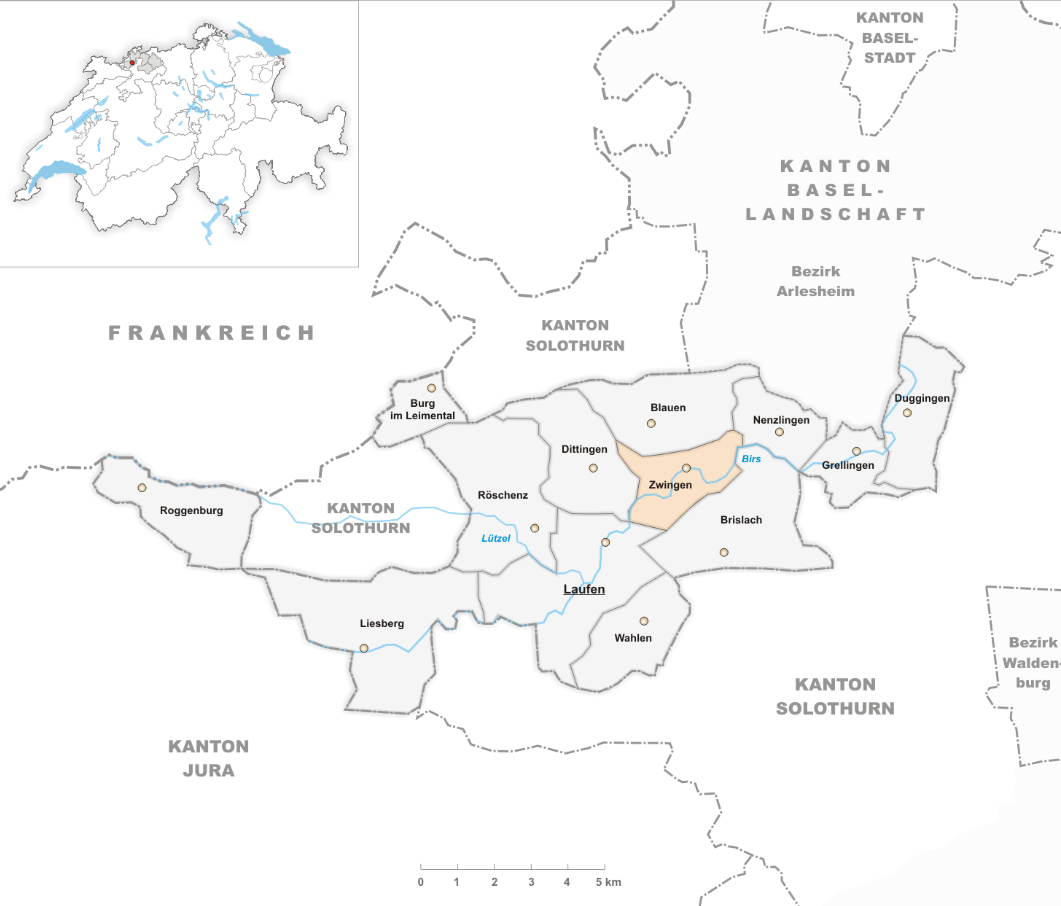 KANTON
BASEL-
STADT
KANTON
BASEL-
LANDSCHAFT
Bezirk
Arlesheim
FRANKREICH
KANTON
SOLOTHURN
Burg
im Leimental
Blauen
Duggingen
Nenzlingen
Dittingen
Birs
Grellingen
Zwingen
Röschenz
Roggenburg
KANTON
SOLOTHURN
Brislach
Lützel
Laufen
Liesberg
Wahlen
Bezirk
Walden-
burg
KANTON
SOLOTHURN
KANTON
JURA
0 1 2 3 4 5 km